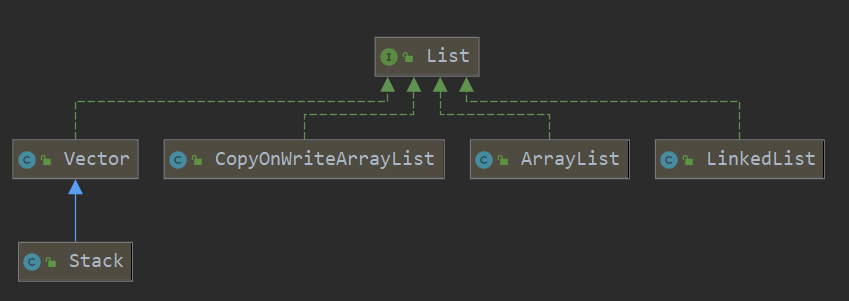 I List
C Vector
C CopyOnWriteArrayList
C ArrayList
C LinkedList
C Stack